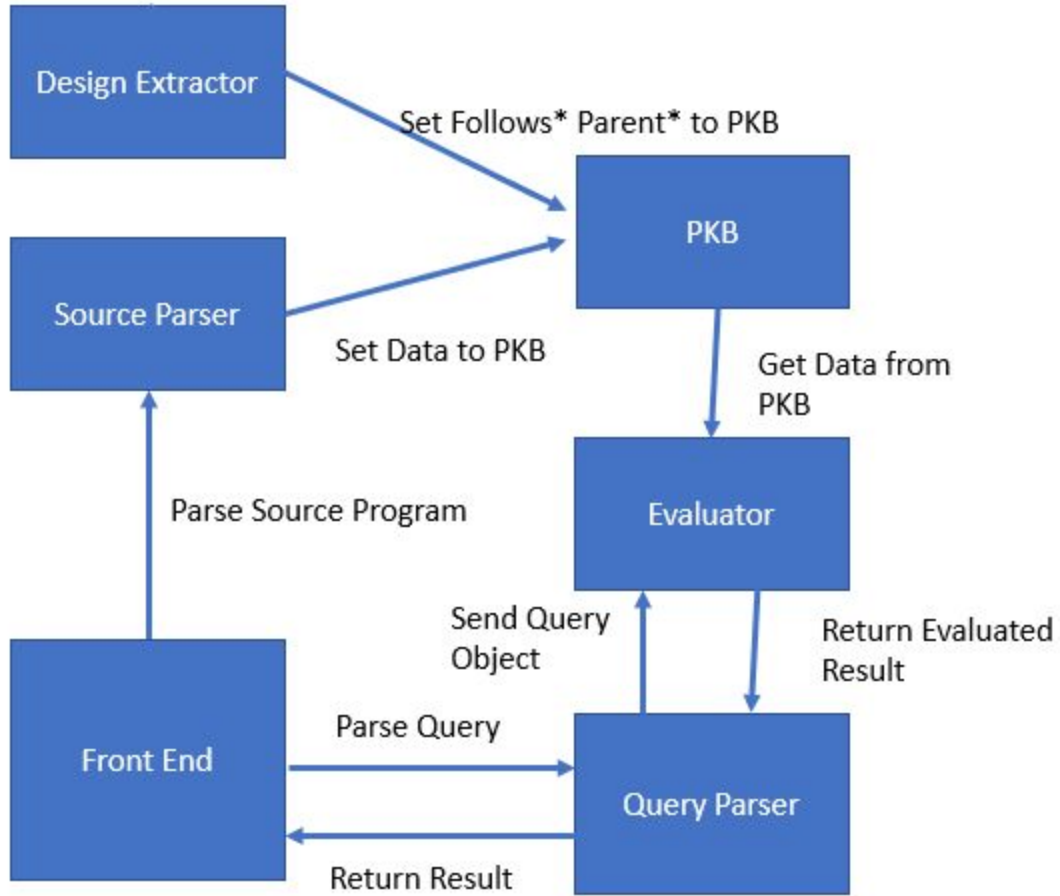 Design Extractor
Set Follows* Parent* to PKB
PKB
Source Parser
Set Data to PKB
Get Data from
PKB
Parse Source Program
Evaluator
Send Query
Object
Return Evaluated
Result
Front End
Parse Query
Query Parser
Return Result